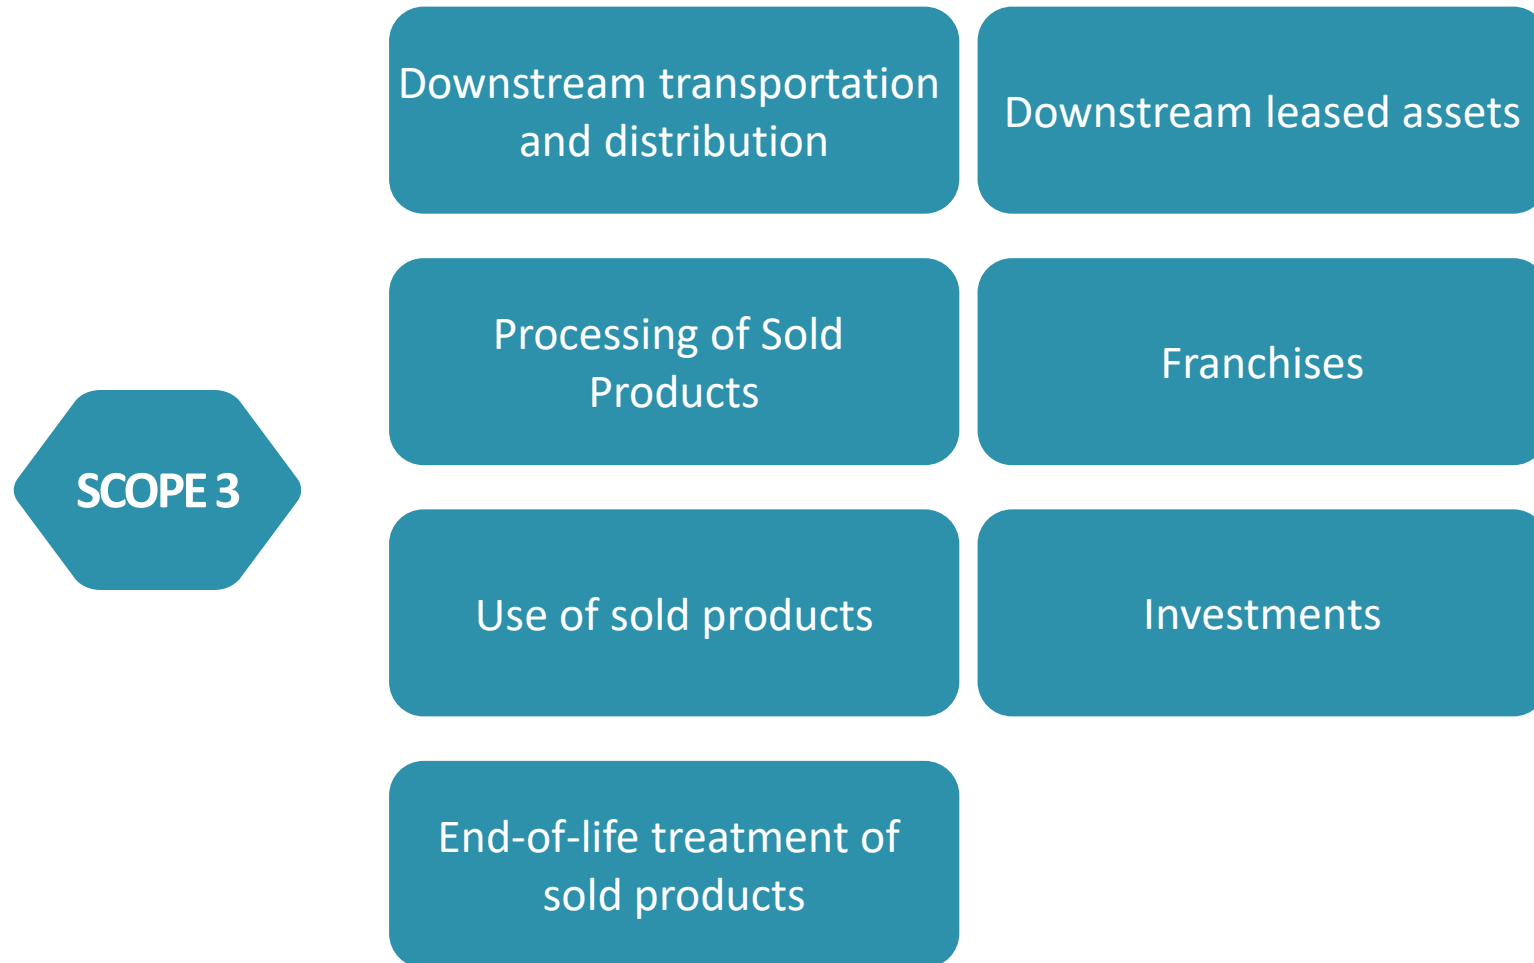 Downstream transportation
and distribution
Downstream leased assets
Processing of Sold
Products
Franchises
SCOPE 3
Use of sold products
Investments
End-of-life treatment of
sold products